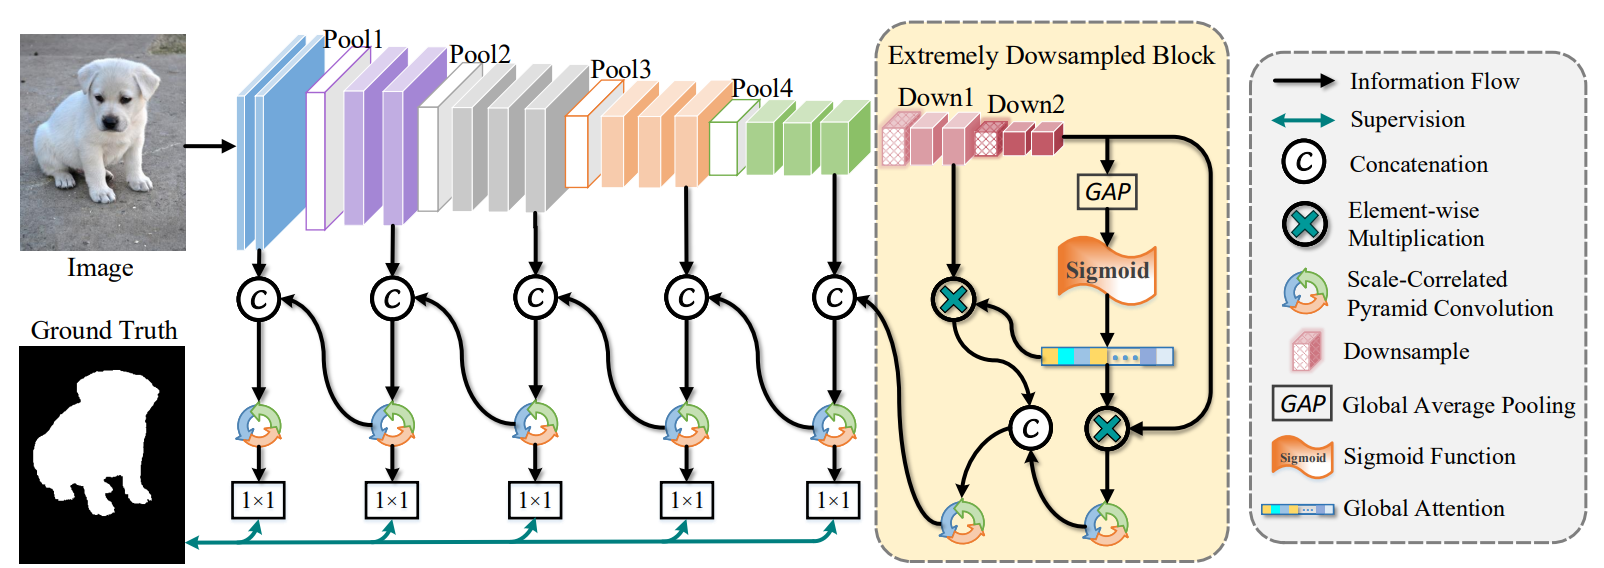 Pool1
Pool2
Pool3
Pool4
Extremely Dowsampled Block
Down1
Down2
GAP
Sigmoid
Image
Ground Truth
C
C
C
C
C
C
1×1
1×1
1×1
1×1
1×1
Information Flow
Supervision
C
Concatenation
Element-wise
Multiplication
Scale-Correlated
Pyramid Convolution
Downsample
GAP
Global Average Pooling
Sigmoid
Sigmoid Function
Global Attention